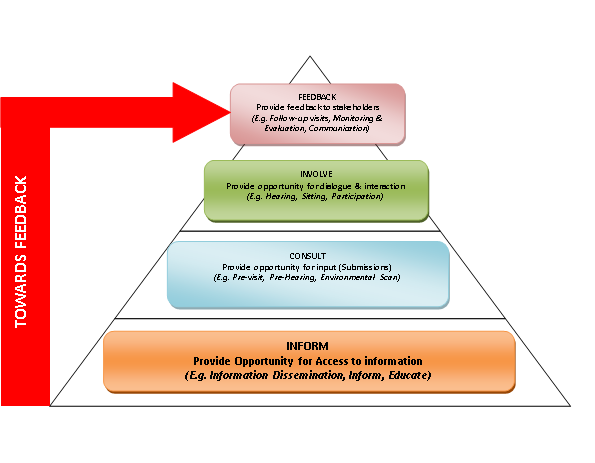 FEEDBACK
Provide feedback to stakeholders
(E.g. Follow-up visits, Monitoring &
Evaluation, Communication)
INVOLVE
Provide opportunity for dialogue & interaction
(E.g. Hearing, Sitting, Participation)
CONSULT
Provide opportunity for input (Submissions)
(E.g. Pre-visit, Pre-Hearing, Environmental Scan)
INFORM
Provide Opportunity for Access to information
(E.g. Information Dissemination, Inform, Educate)
TOWARDS FEEDBACK